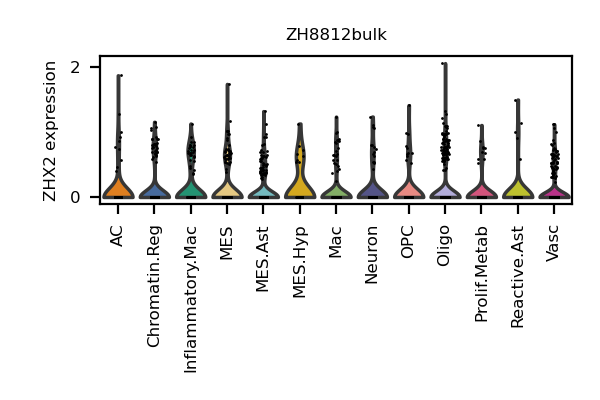 ZH8812bulk
ZHX2 expression
2
0
AC
Chromatin.Reg
Inflammatory.Mac
MES
MES.Ast
MES.Hyp
Mac
Neuron
OPC
Oligo
Prolif.Metab
Reactive.Ast
Vasc